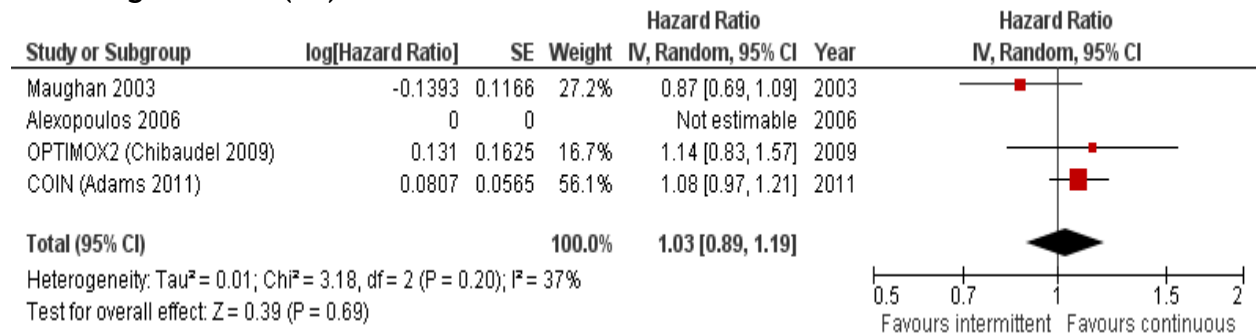 Hazard Ratio Hazard Ratio
Study or Subgroup log[Hazard Ratio] SE Weight IV, Random, 95% CI Year IV, Random, 95% CI
Maughan 2003 -0.1393 0.1166 27.2% 0.87 [0.69, 1.09] 2003
Alexopoulos 2006 0 0 Not estimable 2006
OPTIMOX2 (Chibaudel 2009) 0.131 0.1625 16.7% 1.14 [0.83, 1.57] 2009
COIN (Adams 2011) 0.0807 0.0565 56.1% 1.08 [0.97, 1.21] 2011
Total (95% CI) 100.0% 1.03 [0.89, 1.19]
Heterogeneity: Tau² = 0.01; Chi² = 3.18, df = 2 (P = 0.20); I² = 37%
Test for overall effect: Z = 0.39 (P = 0.69)
0.5 0.7 1 1.5 2
Favours intermittent Favours continuous